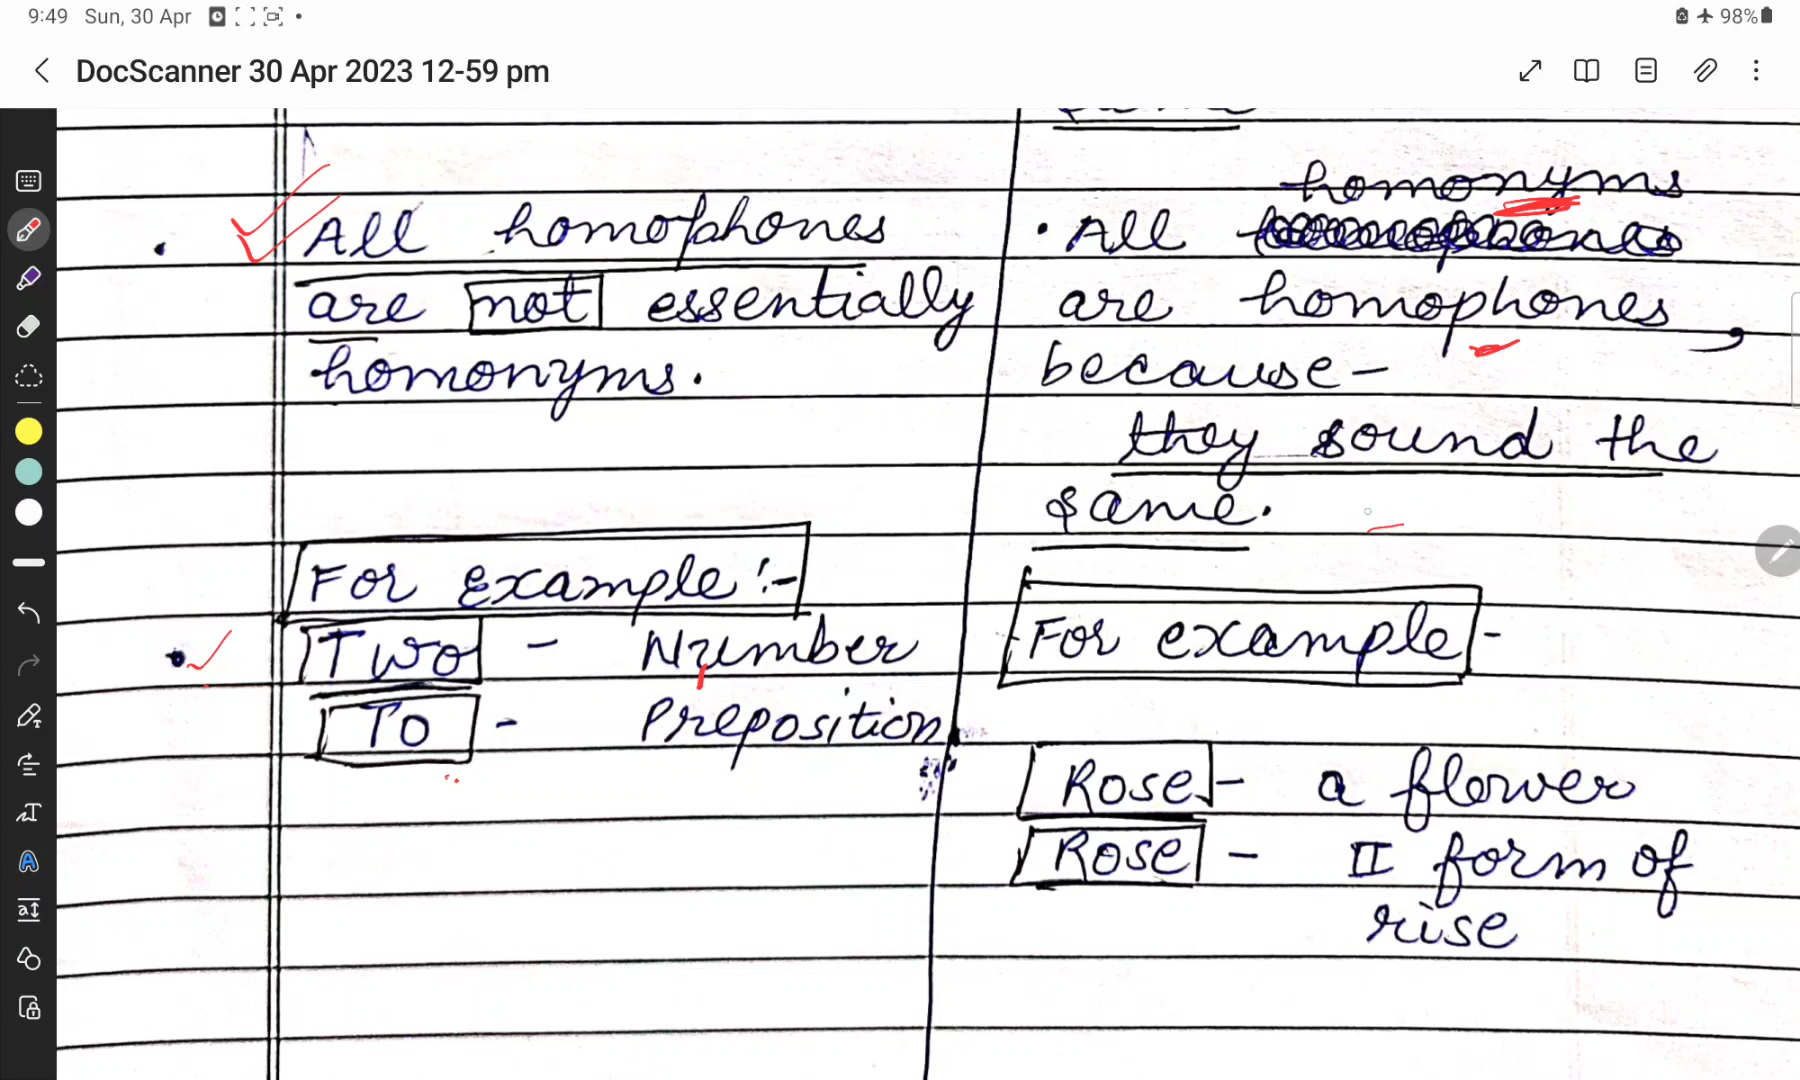 9:49 Sun, 30 Apr
98%
DocScanner 30 Apr 2023 12-59 pm
All homophones
are not essentially
homonyms.
For example :-
Two - Number
To - Preposition
homonyms
• All
are homophones,
because -
they sound the
same.
For example -
Rose - a flower
Rose - II form of
rise